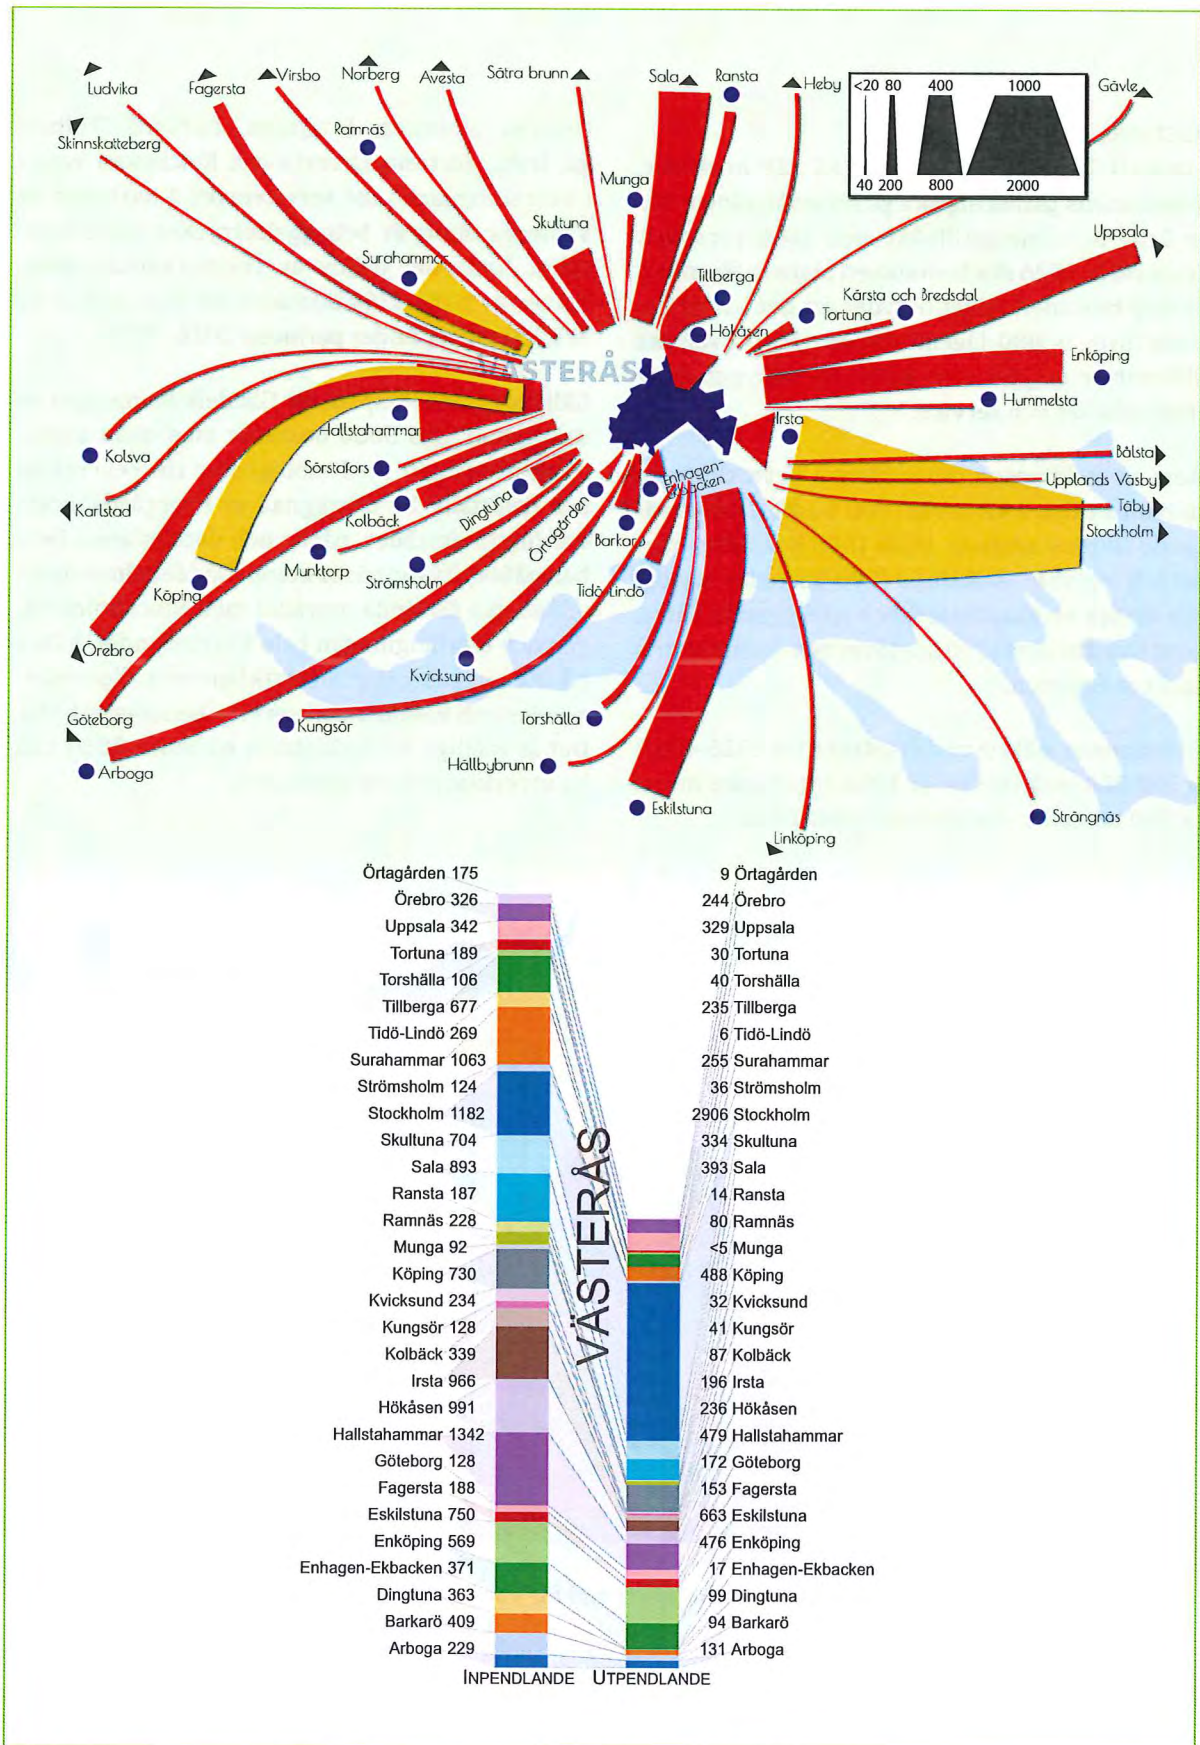 Ludvika
Fagersta
Virsbo
Norberg
Avesta
Sätra brunn
Sala
Ransta
Heby
Gävle
<20 80 400 1000
40 200 800 2000
Skinnskatteberg
Ramnäs
Munga
Skultuna
Surahammar
Tillberga
Uppsala
Kärsta och Bredsdal
Tortuna
Hökåsen
VÄSTERÅS
Enköping
Hummelsta
Irsta
Hallstahammar
Kolsva
Sörstafors
Karlstad
Kolbäck
Dingtuna
Örtagården
Enhagen-
Ekbacken
Barkarö
Bålsta
Upplands Väsby
Täby
Stockholm
Munktorp
Strömsholm
Tidö-Lindö
Köping
Örebro
Kvicksund
Göteborg
Kungsör
Torshälla
Arboga
Hällbybrunn
Eskilstuna
Linköping
Strängnäs
Örtagården 175
Örebro 326
Uppsala 342
Tortuna 189
Torshälla 106
Tillberga 677
Tidö-Lindö 269
Surahammar 1063
Strömsholm 124
Stockholm 1182
Skultuna 704
Sala 893
Ransta 187
Ramnäs 228
Munga 92
Köping 730
Kvicksund 234
Kungsör 128
Kolbäck 339
Irsta 966
Hökåsen 991
Hallstahammar 1342
Göteborg 128
Fagersta 188
Eskilstuna 750
Enköping 569
Enhagen-Ekbacken 371
Dingtuna 363
Barkarö 409
Arboga 229
INPENDLANDE
VÄSTERÅS
9 Örtagården
244 Örebro
329 Uppsala
30 Tortuna
40 Torshälla
235 Tillberga
6 Tidö-Lindö
255 Surahammar
36 Strömsholm
2906 Stockholm
334 Skultuna
393 Sala
14 Ransta
80 Ramnäs
<5 Munga
488 Köping
32 Kvicksund
41 Kungsör
87 Kolbäck
196 Irsta
236 Hökåsen
479 Hallstahammar
172 Göteborg
153 Fagersta
663 Eskilstuna
476 Enköping
17 Enhagen-Ekbacken
99 Dingtuna
94 Barkarö
131 Arboga
UTPENDLANDE